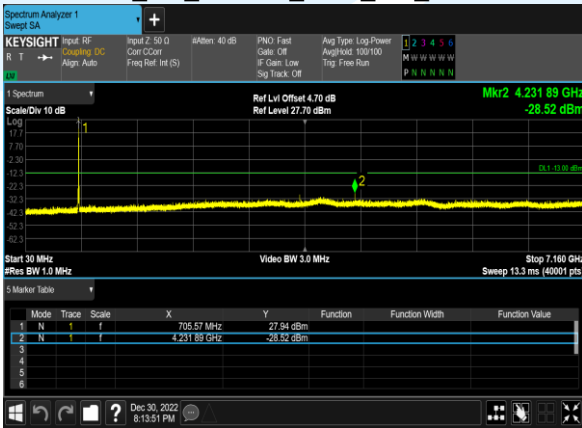 Spectrum Analyzer 1
Swept SA
+
KEYSIGHT
R T
LU
Input: RF
Coupling: DC
Align: Auto
Input Z: 50 Ω
Corr CCorr
Freq Ref: Int (S)
#Atten: 40 dB
PNO: Fast
Gate: Off
IF Gain: Low
Sig Track: Off
Avg Type: Log-Power
Avg|Hold: 100/100
Trig: Free Run
1 2 3 4 5 6
M W W W W W
P N N N N N
1 Spectrum
Scale/Div 10 dB
Ref Lvl Offset 4.70 dB
Ref Level 27.70 dBm
Mkr2 4.231 89 GHz
-28.52 dBm
Log
17.7
7.70
-2.30
-12.3
-22.3
-32.3
-42.3
-52.3
-62.3
1
2
DL1 -13.00 dBm
Start 30 MHz
#Res BW 1.0 MHz
Video BW 3.0 MHz
Stop 7.160 GHz
Sweep 13.3 ms (40001 pts)
5 Marker Table
Mode Trace Scale X Y Function Function Width Function Value
1 N 1 f 705.57 MHz 27.94 dBm
2 N 1 f 4.231 89 GHz -28.52 dBm
3
4
5
6
?
Dec 30, 2022
8:13:51 PM